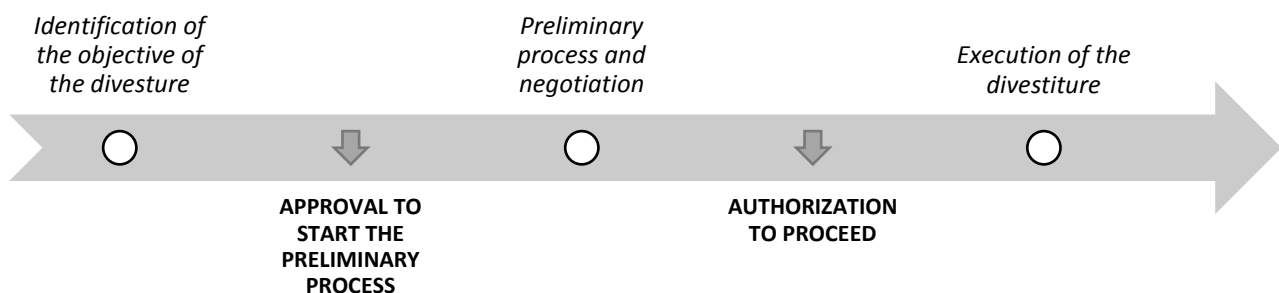 Identification of
the objective of
the divesture
Preliminary
process and
negotiation
Execution of the
divestiture
APPROVAL TO
START THE
PRELIMINARY
PROCESS
AUTHORIZATION
TO PROCEED